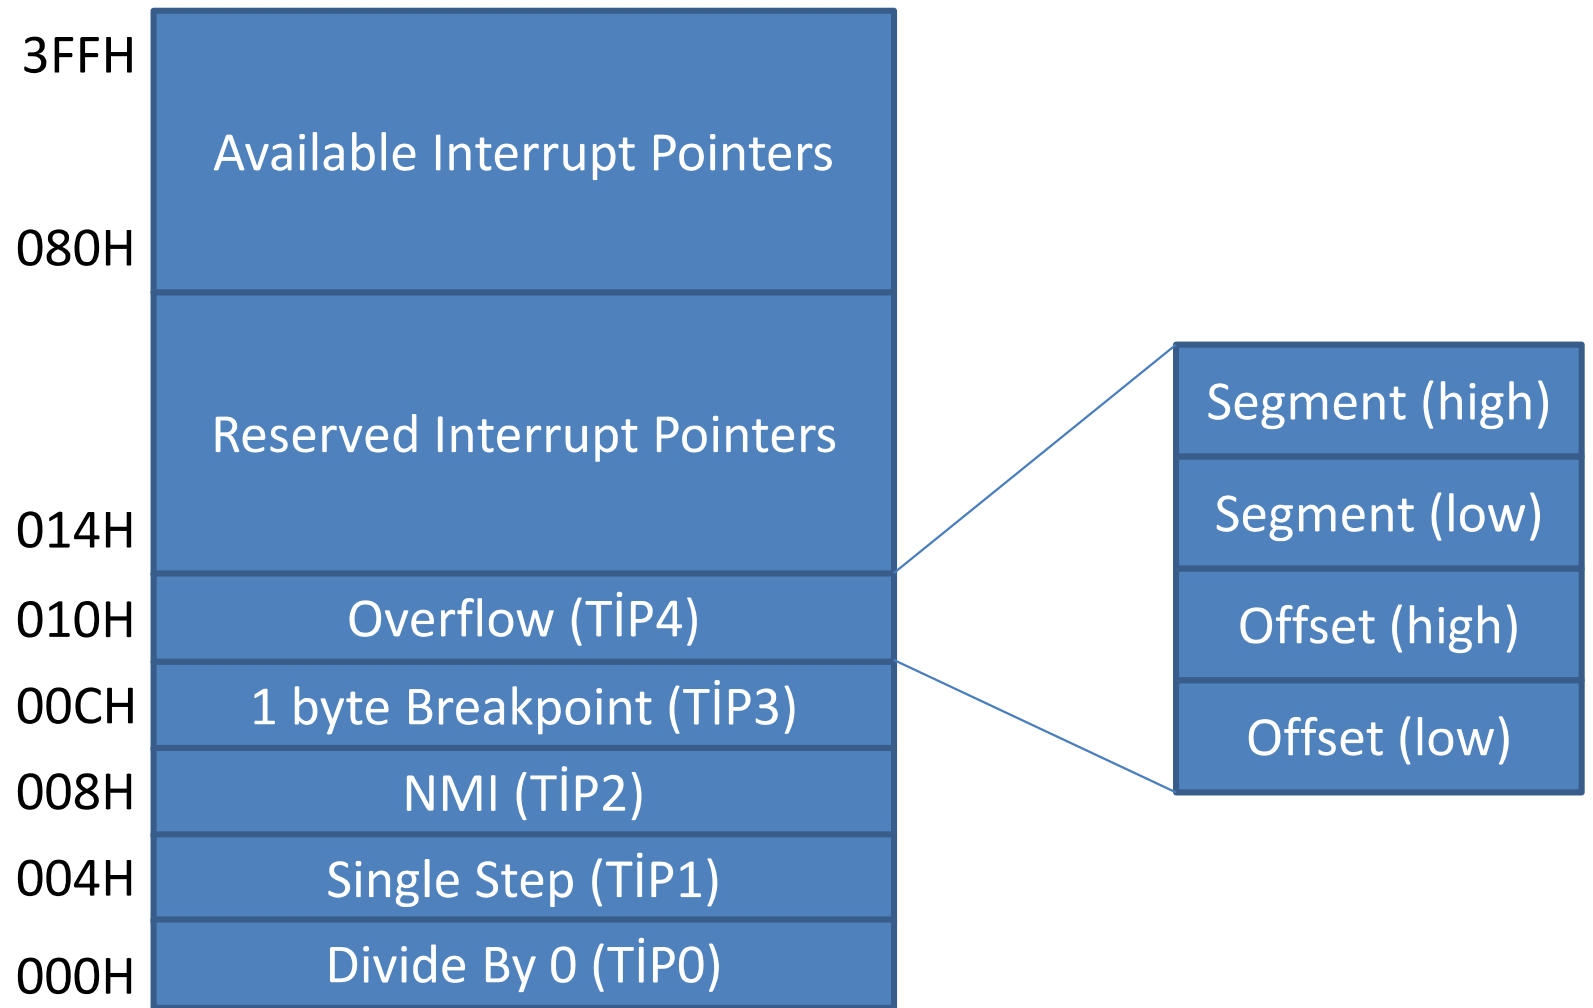 3FFH
Available Interrupt Pointers
080H
Reserved Interrupt Pointers
014H
010H
Overflow (TİP4)
00CH
1 byte Breakpoint (TİP3)
008H
NMI (TİP2)
004H
Single Step (TİP1)
000H
Divide By 0 (TİP0)
Segment (high)
Segment (low)
Offset (high)
Offset (low)